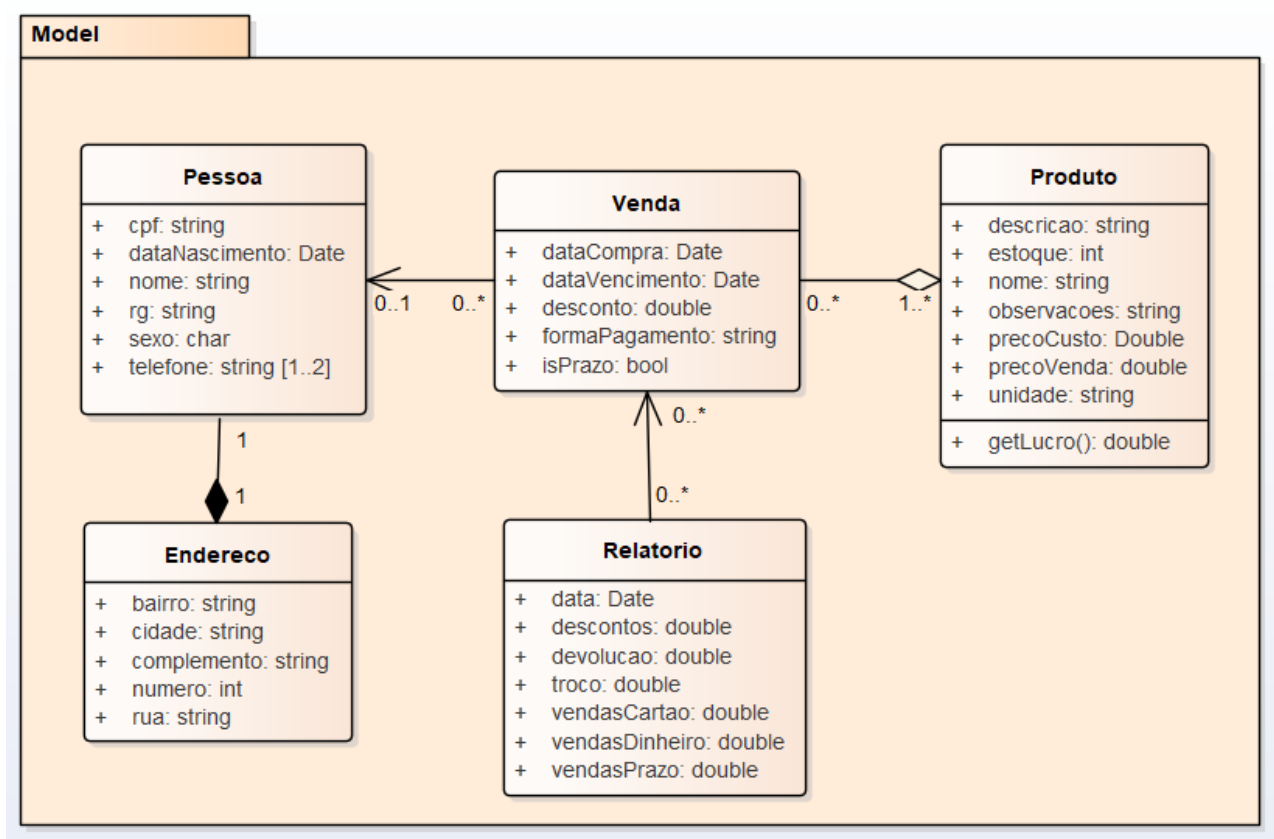 Model
Pessoa
+ cpf: string
+ dataNascimento: Date
+ nome: string
+ rg: string
+ sexo: char
+ telefone: string [1..2]
0..1
0..*
Venda
+ dataCompra: Date
+ dataVencimento: Date
+ desconto: double
+ formaPagamento: string
+ isPrazo: bool
0..*
1..*
Produto
+ descricao: string
+ estoque: int
+ nome: string
+ observacoes: string
+ precoCusto: Double
+ precoVenda: double
+ unidade: string
+ getLucro(): double
1
1
0..*
0..*
Endereco
+ bairro: string
+ cidade: string
+ complemento: string
+ numero: int
+ rua: string
Relatorio
+ data: Date
+ descontos: double
+ devolucao: double
+ troco: double
+ vendasCartao: double
+ vendasDinheiro: double
+ vendasPrazo: double